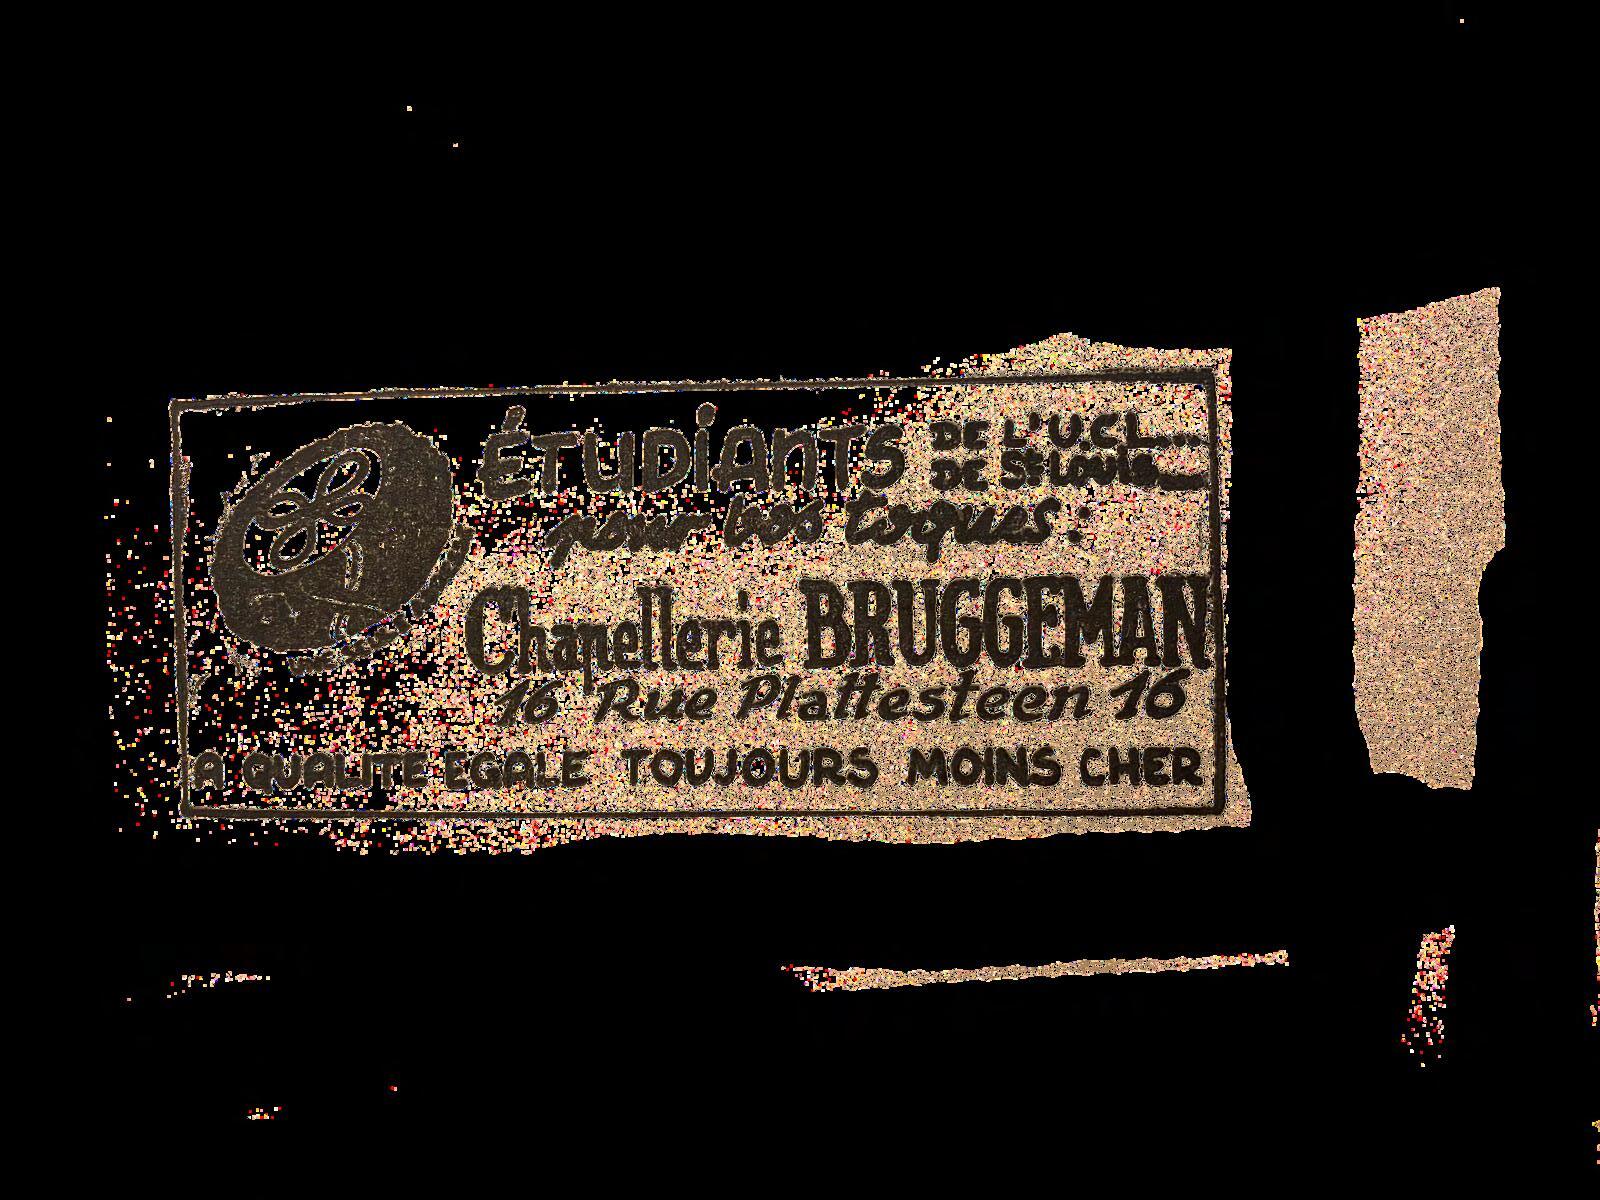 ÉTUDIANTS DE L'U.C.L...
DE St LOUIS...
pour vos Toques :
Chapellerie BRUGGEMAN
16 Rue Plattesteen 16
A QUALITE EGALE TOUJOURS MOINS CHER